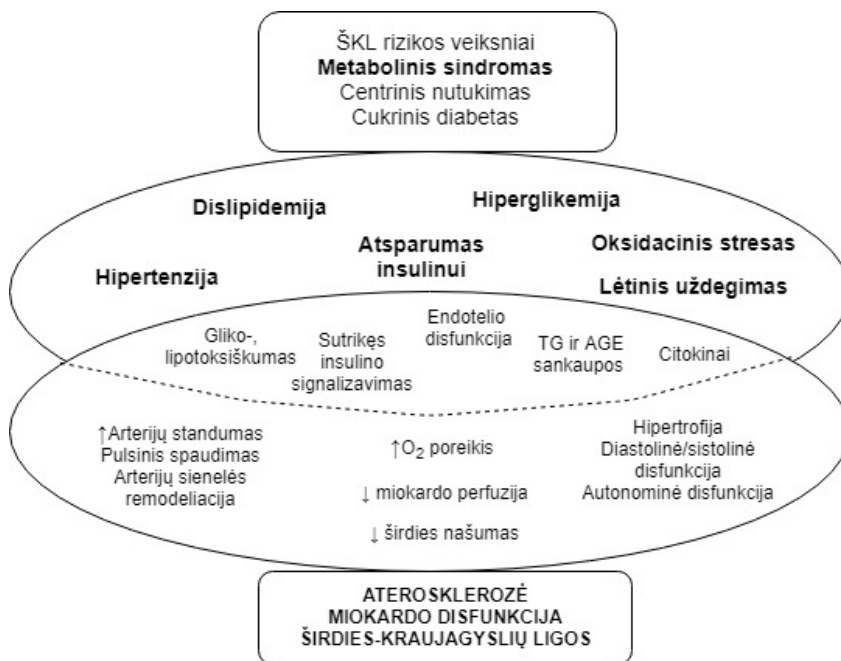 ŠKL rizikos veiksniai
Metabolinis sindromas
Centrinis nutukimas
Cukrinis diabetas
Dislipidemija
Hiperglikemija
Hipertenzija
Atsparumas
insulinui
Oksidacinis stresas
Lėtinis uždegimas
Gliko-,
lipotoksiškumas
Sutrikęs
insulino
signalizavimas
Endotelio
disfunkcija
TG ir AGE
sankaupos
Citokinai
↑Arterijų standumas
Pulsinis spaudimas
Arterijų sienelės
remodeliacija
↑O₂ poreikis
↓ miokardo perfuzija
↓ širdies našumas
Hipertrofija
Diastolinė/sistolinė
disfunkcija
Autonominė disfunkcija
ATEROSKLEROZĖ
MIOKARDO DISFUNKCIJA
ŠIRDIES-KRAUJAGYSLIŲ LIGOS